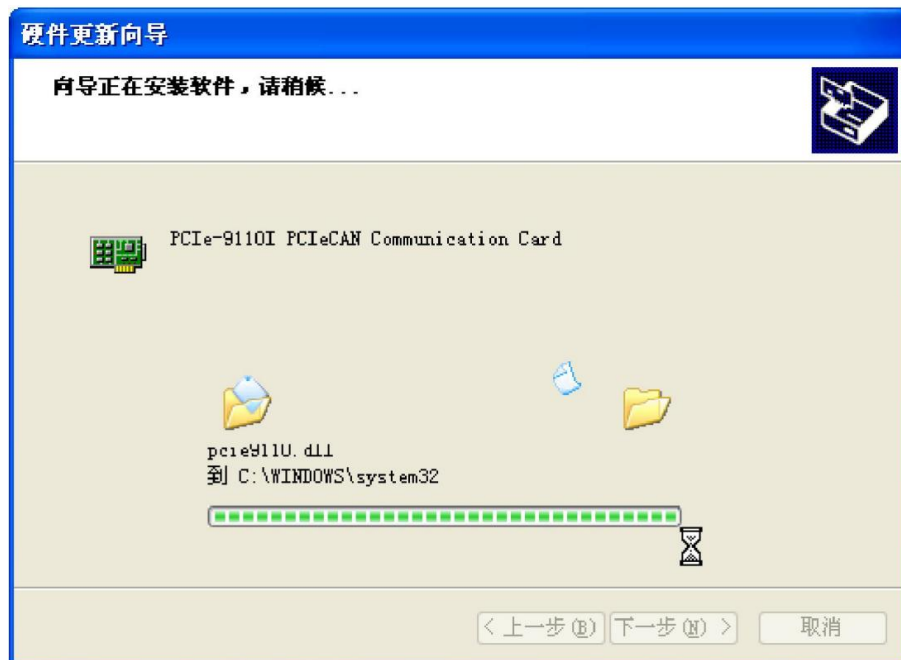 硬件更新向导
向导正在安装软件，请稍候...
PCIe-9110I PCIeCAN Communication Card
pcie9110.dll
到 C:\WINDOWS\system32
< 上一步(B)
下一步(N) >
取消